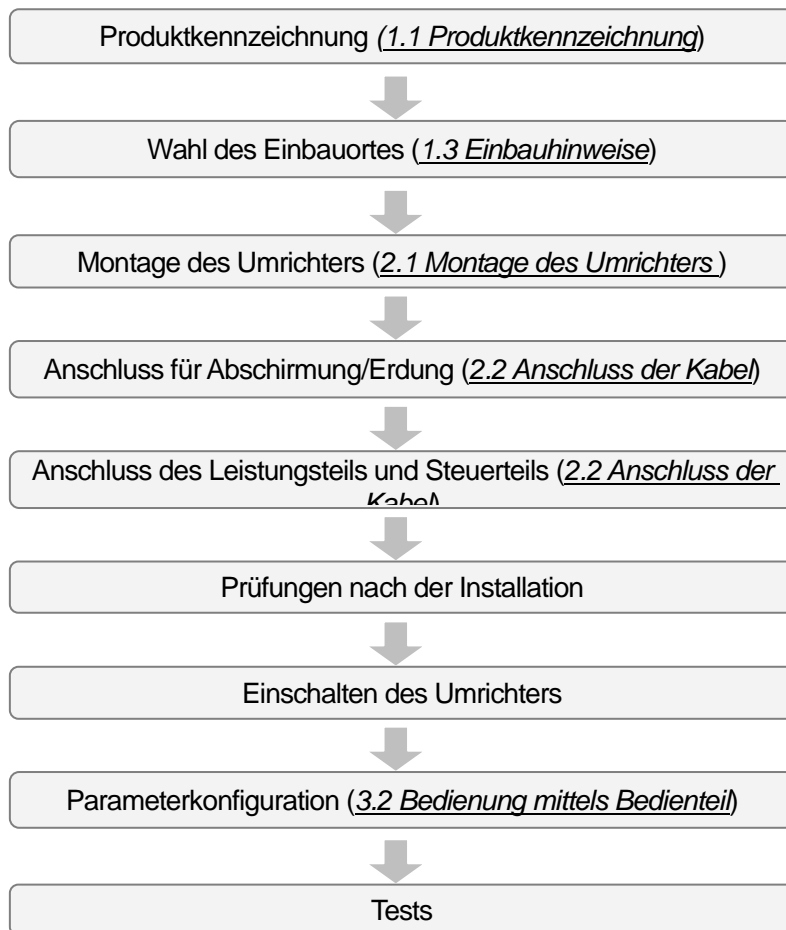 Produktkennzeichnung (1.1 Produktkennzeichnung)
Wahl des Einbauortes (1.3 Einbauhinweise)
Montage des Umrichters (2.1 Montage des Umrichters )
Anschluss für Abschirmung/Erdung (2.2 Anschluss der Kabel)
Anschluss des Leistungsteils und Steuerteils (2.2 Anschluss der
Kabel)
Prüfungen nach der Installation
Einschalten des Umrichters
Parameterkonfiguration (3.2 Bedienung mittels Bedienteil)
Tests